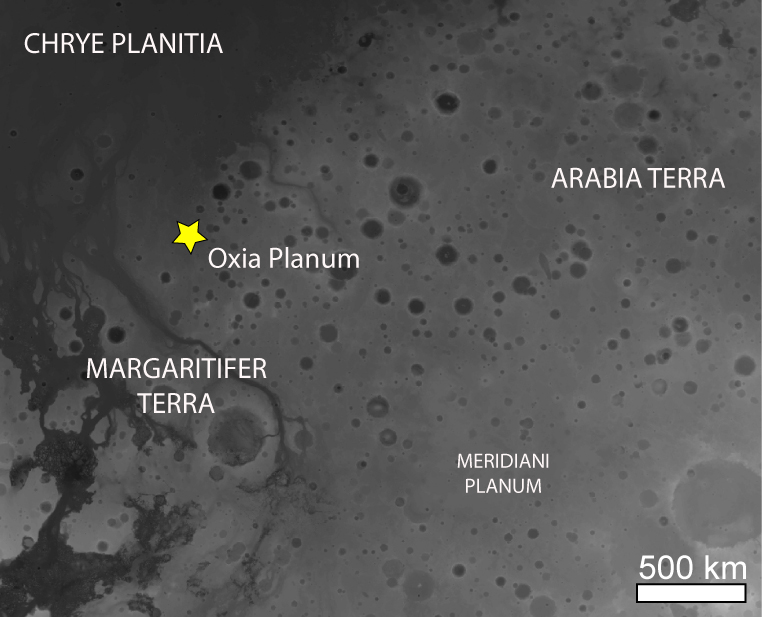 CHRYE PLANITIA
ARABIA TERRA
Oxia Planum
MARGARITIFER
TERRA
MERIDIANI
PLANUM
500 km